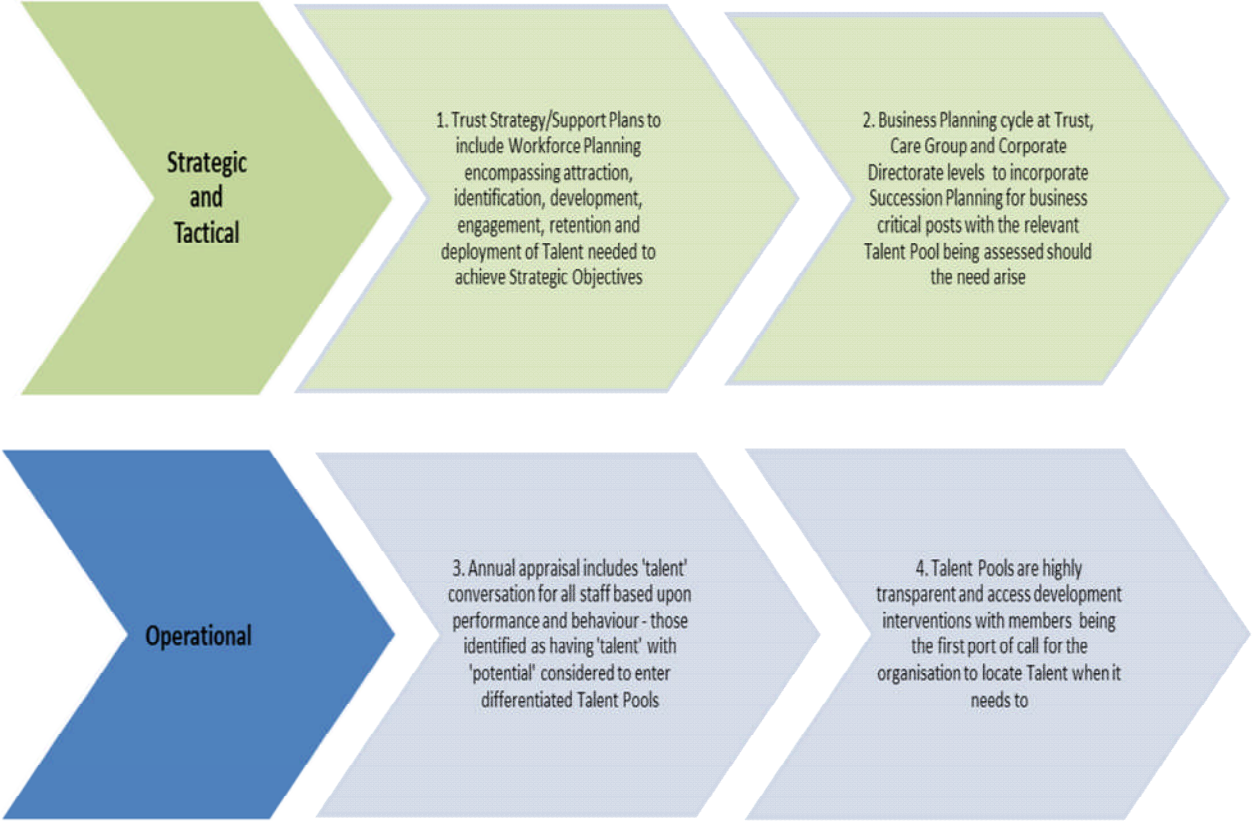 Strategic
and
Tactical
1. Trust Strategy/Support Plans to
include Workforce Planning
encompassing attraction,
identification, development,
engagement, retention and
deployment of Talent needed to
achieve Strategic Objectives
2. Business Planning cycle at Trust,
Care Group and Corporate
Directorate levels to incorporate
Succession Planning for business
critical posts with the relevant
Talent Pool being assessed should
the need arise
Operational
3. Annual appraisal includes 'talent'
conversation for all staff based upon
performance and behaviour - those
identified as having 'talent' with
'potential' considered to enter
differentiated Talent Pools
4. Talent Pools are highly
transparent and access development
interventions with members being
the first port of call for the
organisation to locate Talent when it
needs to